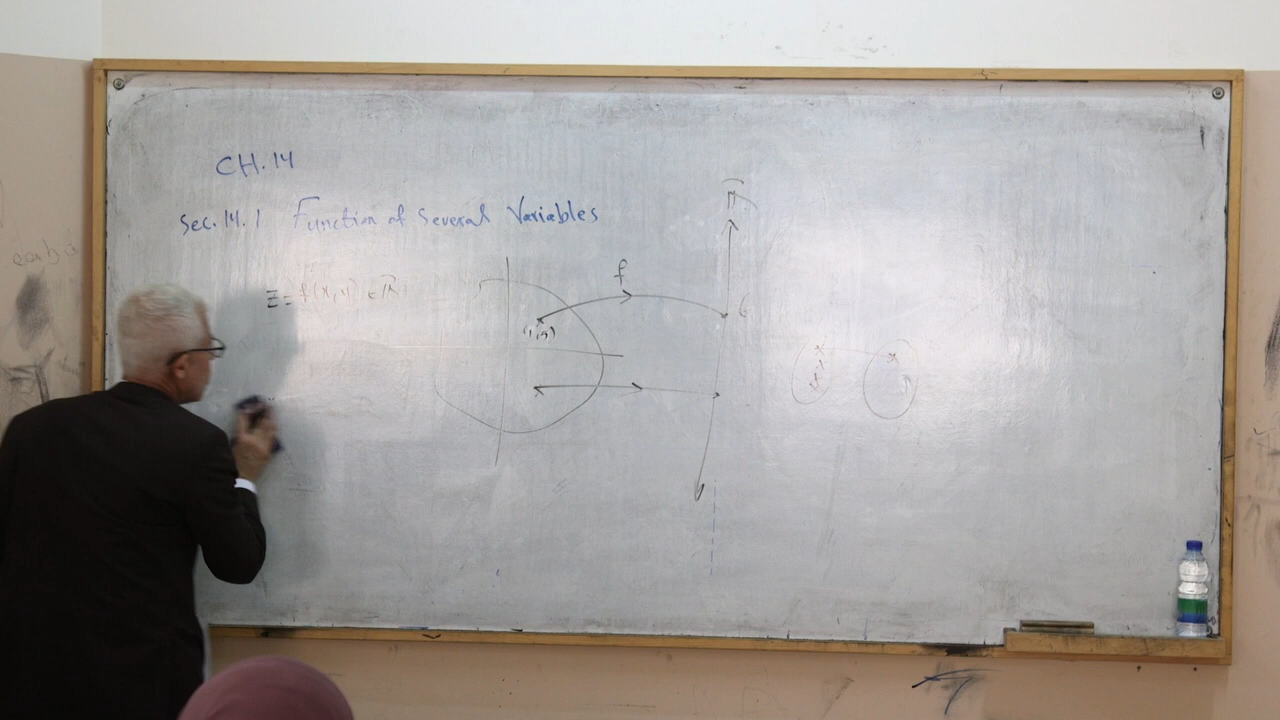 CH.14
Sec. 14.1 Function of Several Variables
Z = f(x,y) ∈ R
f